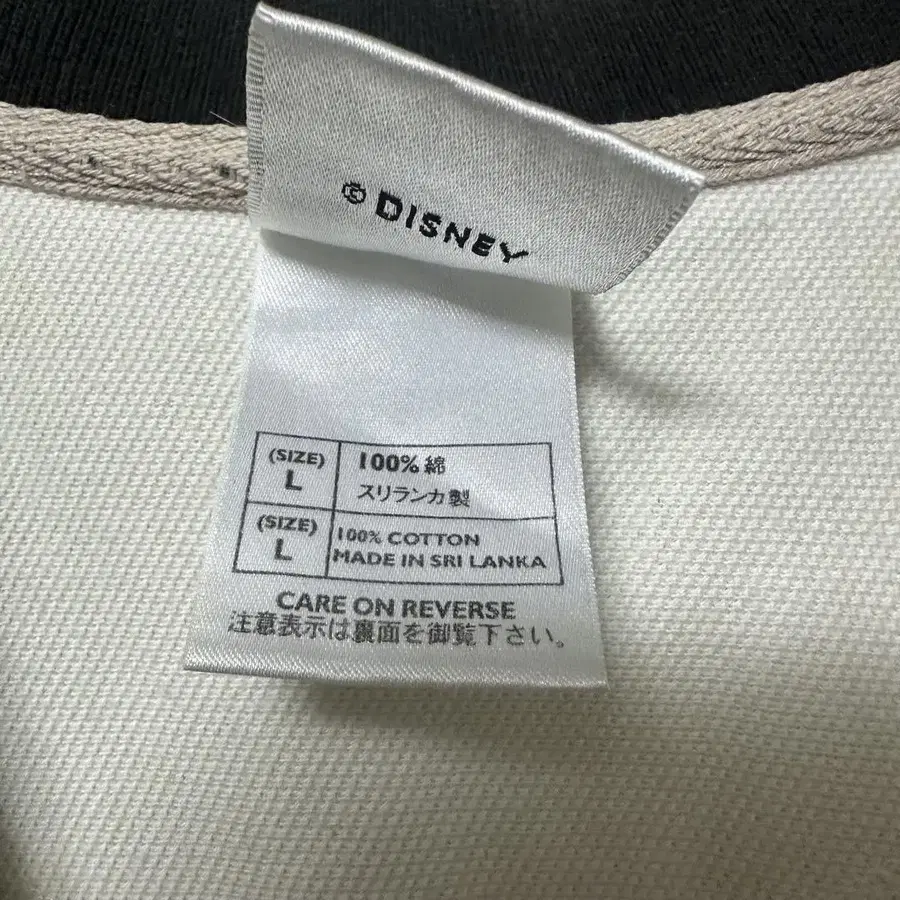 © DISNEY
(SIZE) L 100% 綿
スリランカ製
(SIZE) L 100% COTTON
MADE IN SRI LANKA
CARE ON REVERSE
注意表示は裏面を御覧下さい。